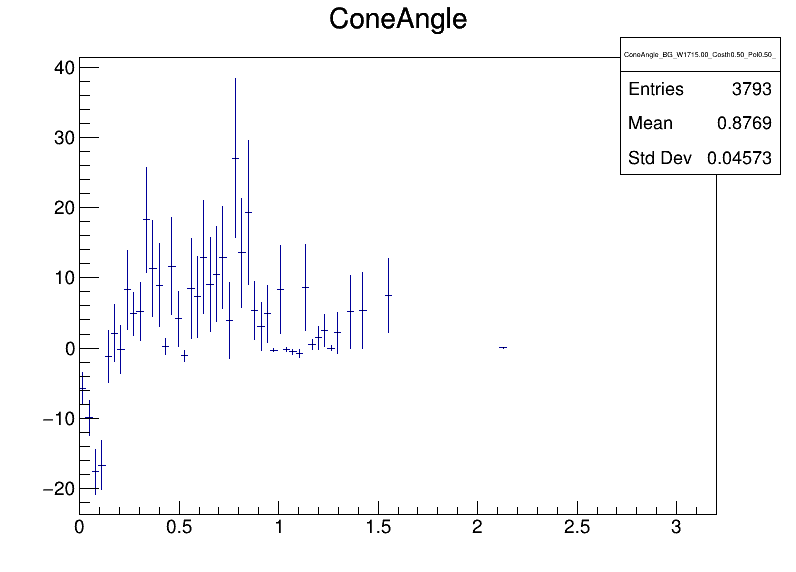 ConeAngle
ConeAngle_BG_W1715.00_Costh0.50_Pol0.50_
Entries 3793
Mean 0.8769
Std Dev 0.04573
40
30
20
10
0
−10
−20
0 0.5 1 1.5 2 2.5 3